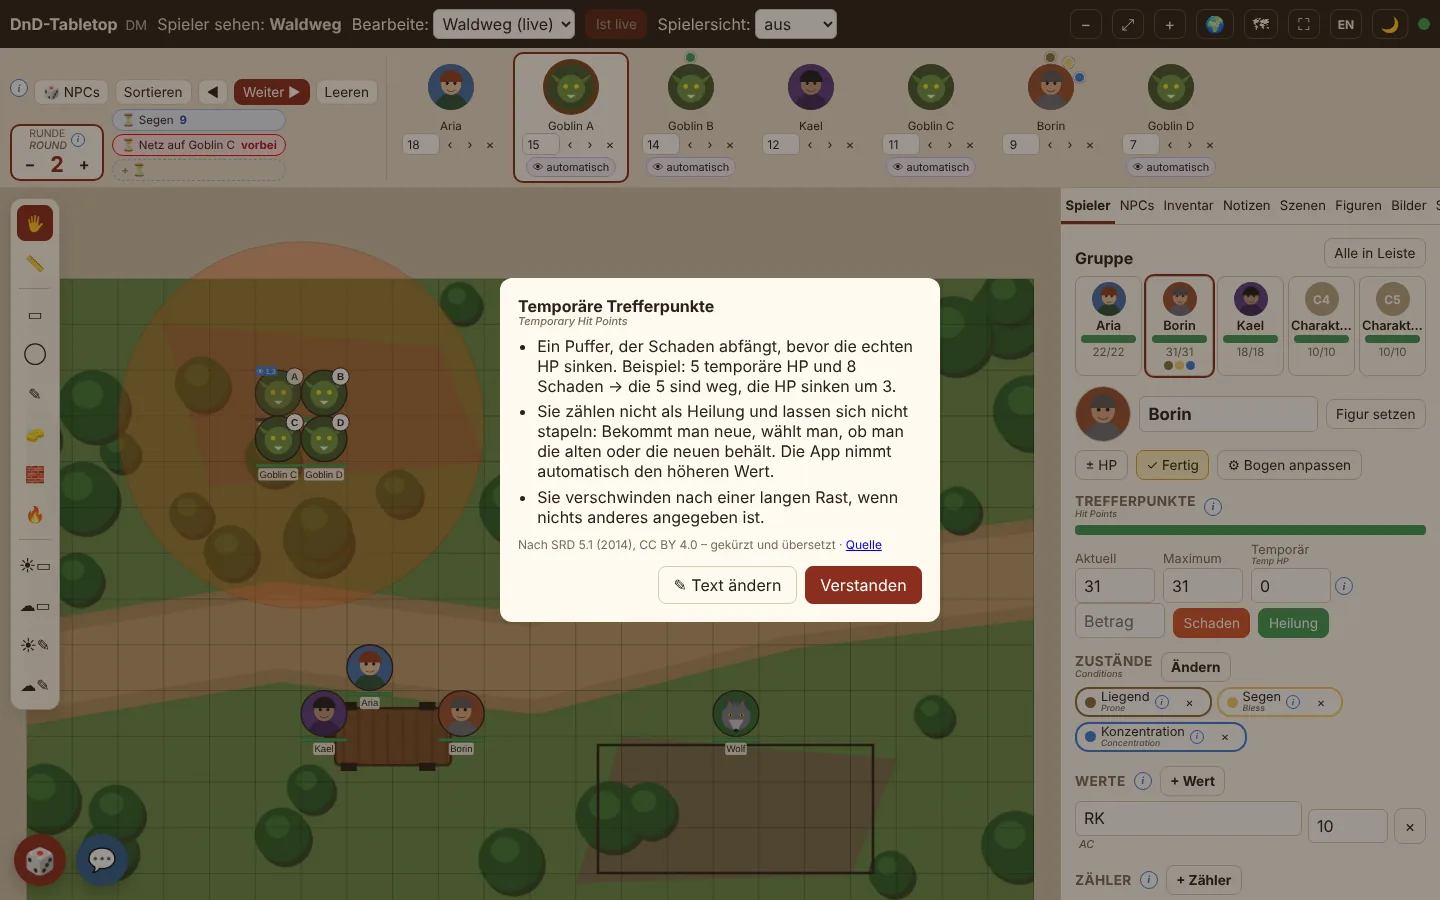 DnD-Tabletop DM Spieler sehen: Waldweg Bearbeite: Waldweg (live) Ist live Spielersicht: aus
− + EN
NPCs Sortieren ◀ Weiter ▶ Leeren
RUNDE
ROUND
− 2 +
Segen 9
Netz auf Goblin C vorbei
+
Aria
18 ‹ › ×
Goblin A
15 ‹ › ×
automatisch
Goblin B
14 ‹ › ×
automatisch
Kael
12 ‹ › ×
Goblin C
11 ‹ › ×
automatisch
Borin
9 ‹ › ×
Goblin D
7 ‹ › ×
automatisch
A
B
C
D
Goblin C Goblin D
Aria
Kael
Borin
Wolf
Temporäre Trefferpunkte
Temporary Hit Points
• Ein Puffer, der Schaden abfängt, bevor die echten
HP sinken. Beispiel: 5 temporäre HP und 8
Schaden → die 5 sind weg, die HP sinken um 3.
• Sie zählen nicht als Heilung und lassen sich nicht
stapeln: Bekommt man neue, wählt man, ob man
die alten oder die neuen behält. Die App nimmt
automatisch den höheren Wert.
• Sie verschwinden nach einer langen Rast, wenn
nichts anderes angegeben ist.
Nach SRD 5.1 (2014), CC BY 4.0 – gekürzt und übersetzt · Quelle
✎ Text ändern Verstanden
Spieler NPCs Inventar Notizen Szenen Figuren Bilder
Gruppe Alle in Leiste
Aria
22/22
Borin
31/31
Kael
18/18
C4
Charakt…
10/10
C5
Charakt…
10/10
Borin Figur setzen
± HP ✓ Fertig ⚙ Bogen anpassen
TREFFERPUNKTE
Hit Points
Aktuell Maximum Temporär
Temp HP
31 31 0
Betrag Schaden Heilung
ZUSTÄNDE Ändern
Conditions
Liegend ×
Prone
Segen ×
Bless
Konzentration ×
Concentration
WERTE + Wert
RK 10 ×
AC
ZÄHLER + Zähler